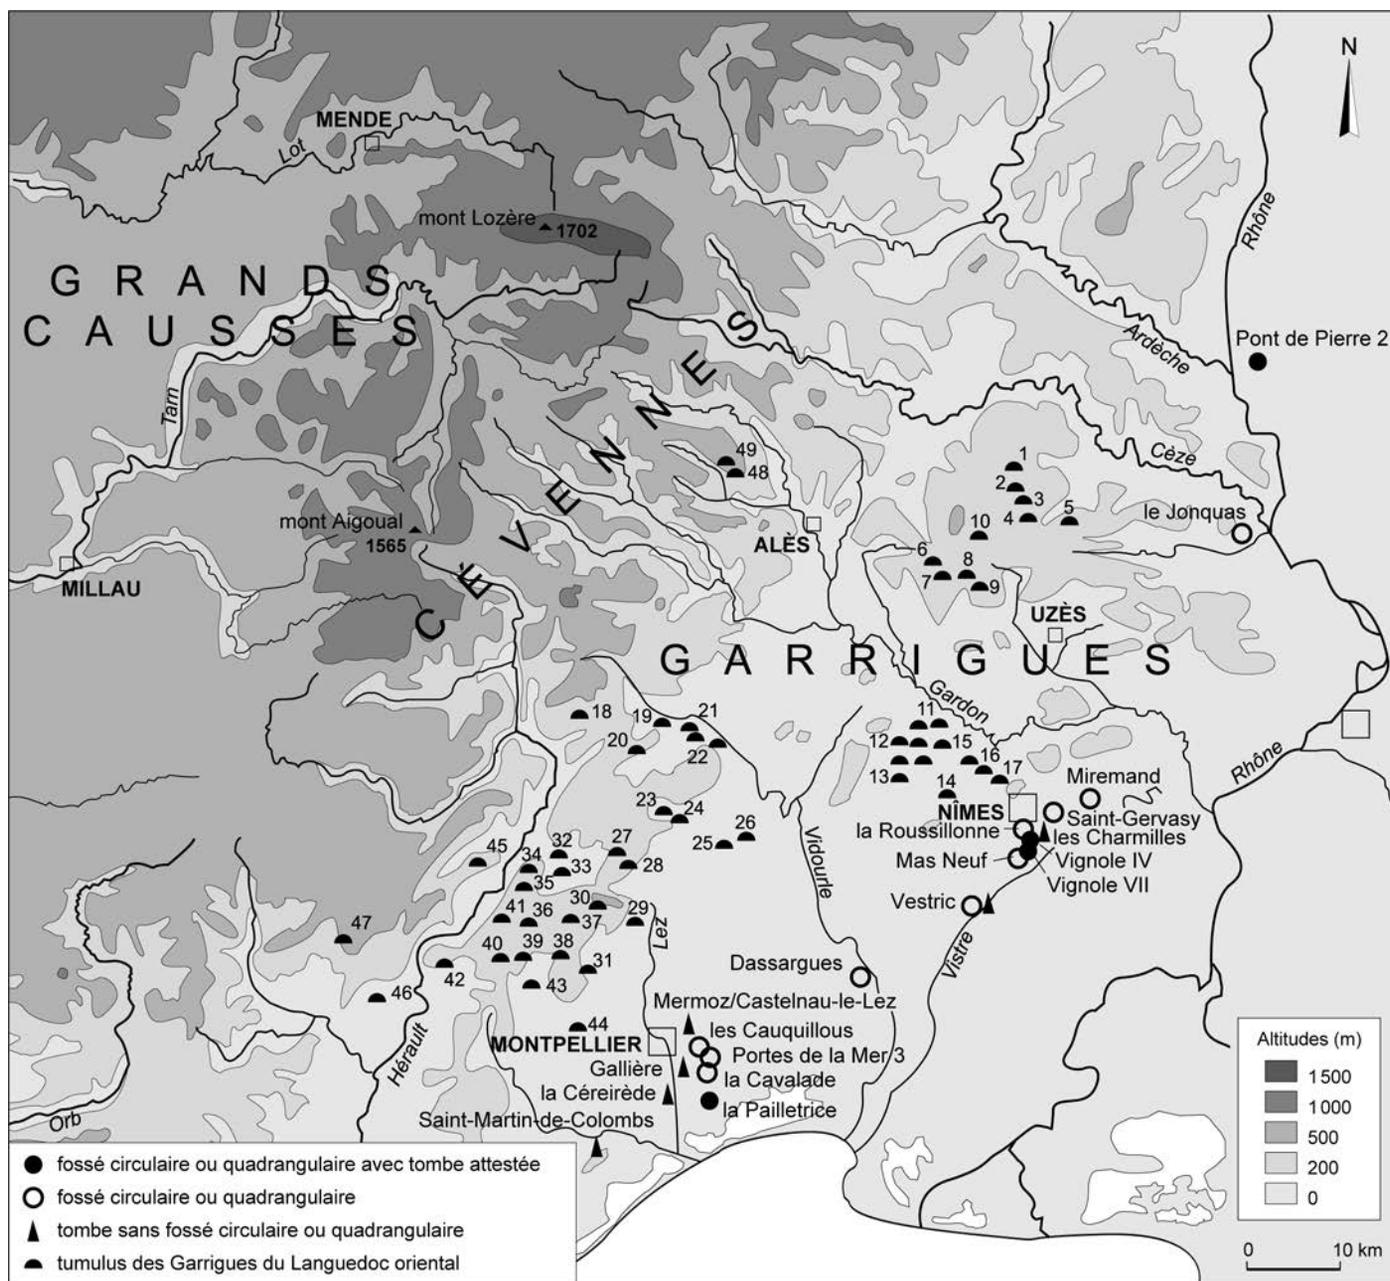 N
MENDE
Lot
mont Lozère
1702
Rhône
GRANDS
CAUSSES
Tarn
Ardèche
Pont de Pierre 2
CÉVENNES
49
48
1
2
3
4
5
Cèze
le Jonquas
10
mont Aigoual
1565
ALÈS
6
7
8
9
MILLAU
UZÈS
GARRIGUES
Gardon
18
19
20
21
22
11
12
13
14
15
16
17
Rhône
Miremand
NÎMES
Saint-Gervasy
la Roussillonne
les Charmilles
Mas Neuf
Vignole IV
Vignole VII
23
24
25
26
Vidourle
45
34
32
33
35
27
28
Vestric
41
36
30
37
29
Lez
Vistre
47
40
39
38
31
42
43
46
Dassargues
Mermoz/Castelnau-le-Lez
44
les Cauquillous
MONTPELLIER
Portes de la Mer 3
Gallière
la Cavalade
la Céreirède
la Pailletrice
Saint-Martin-de-Colombs
Hérault
Orb
fossé circulaire ou quadrangulaire avec tombe attestée
fossé circulaire ou quadrangulaire
tombe sans fossé circulaire ou quadrangulaire
tumulus des Garrigues du Languedoc oriental
Altitudes (m)
1 500
1 000
500
200
0
0 10 km